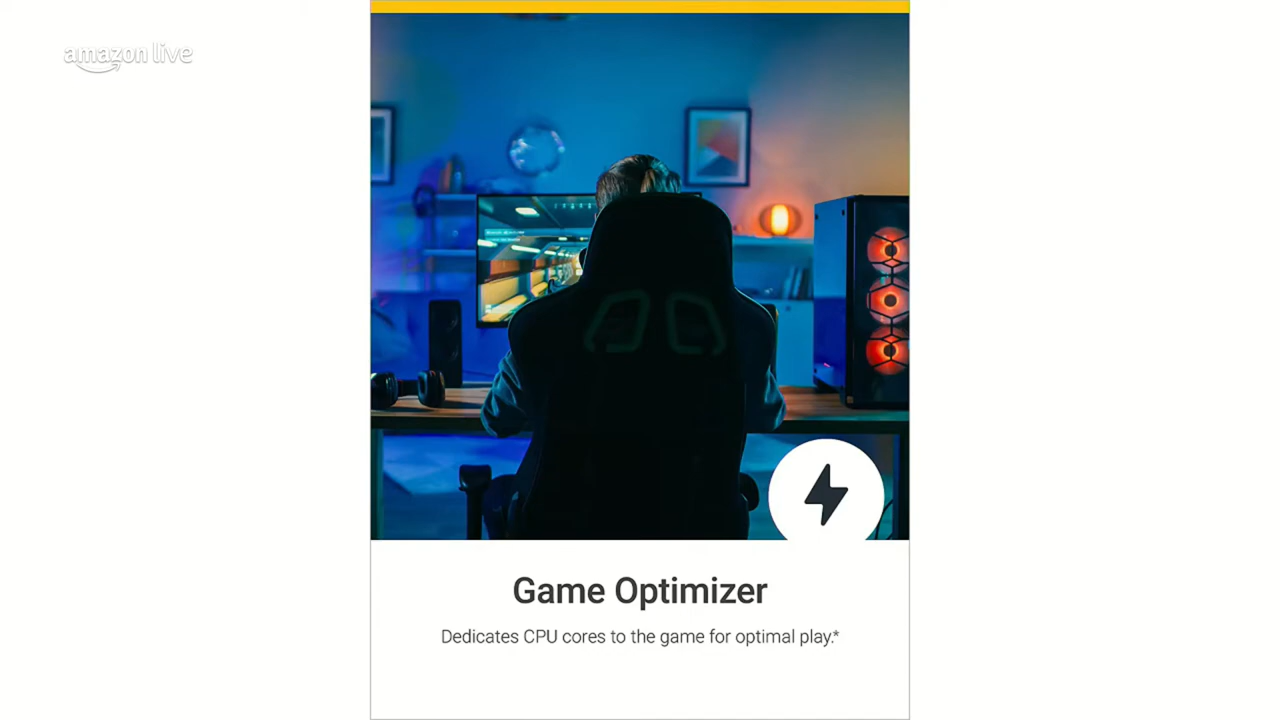 amazon live
Game Optimizer
Dedicates CPU cores to the game for optimal play.*